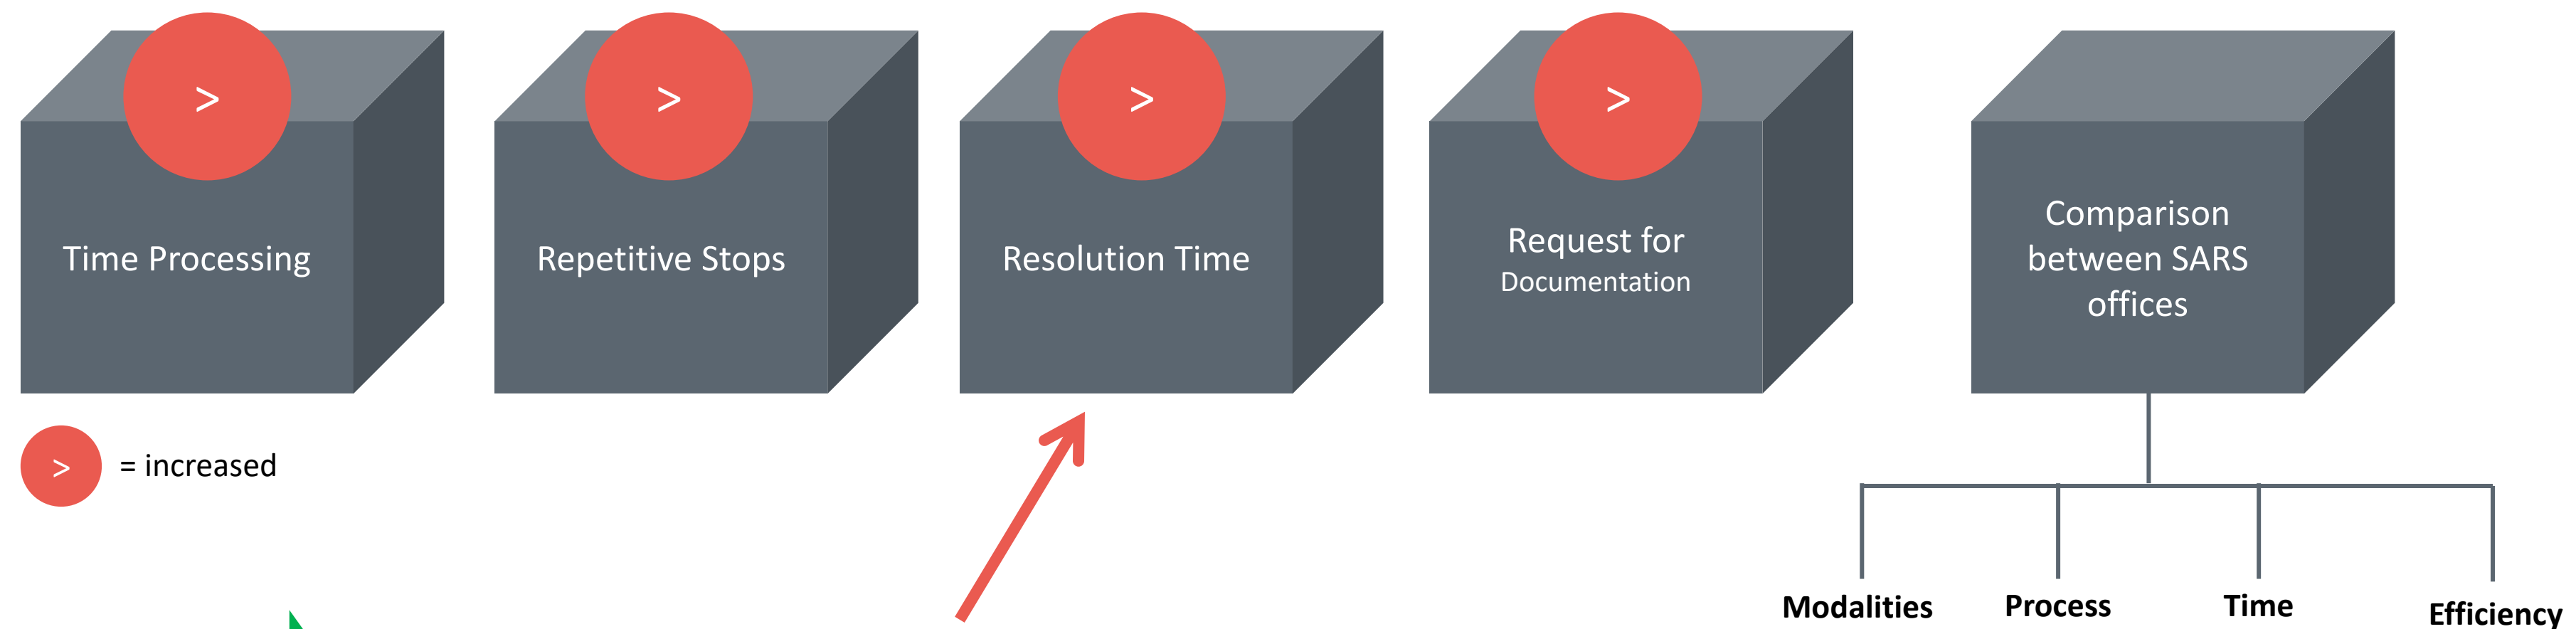 >
>
>
>
Time Processing
Repetitive Stops
Resolution Time
Request for
Documentation
Comparison
between SARS
offices
> = increased
Modalities
Process
Time
Efficiency